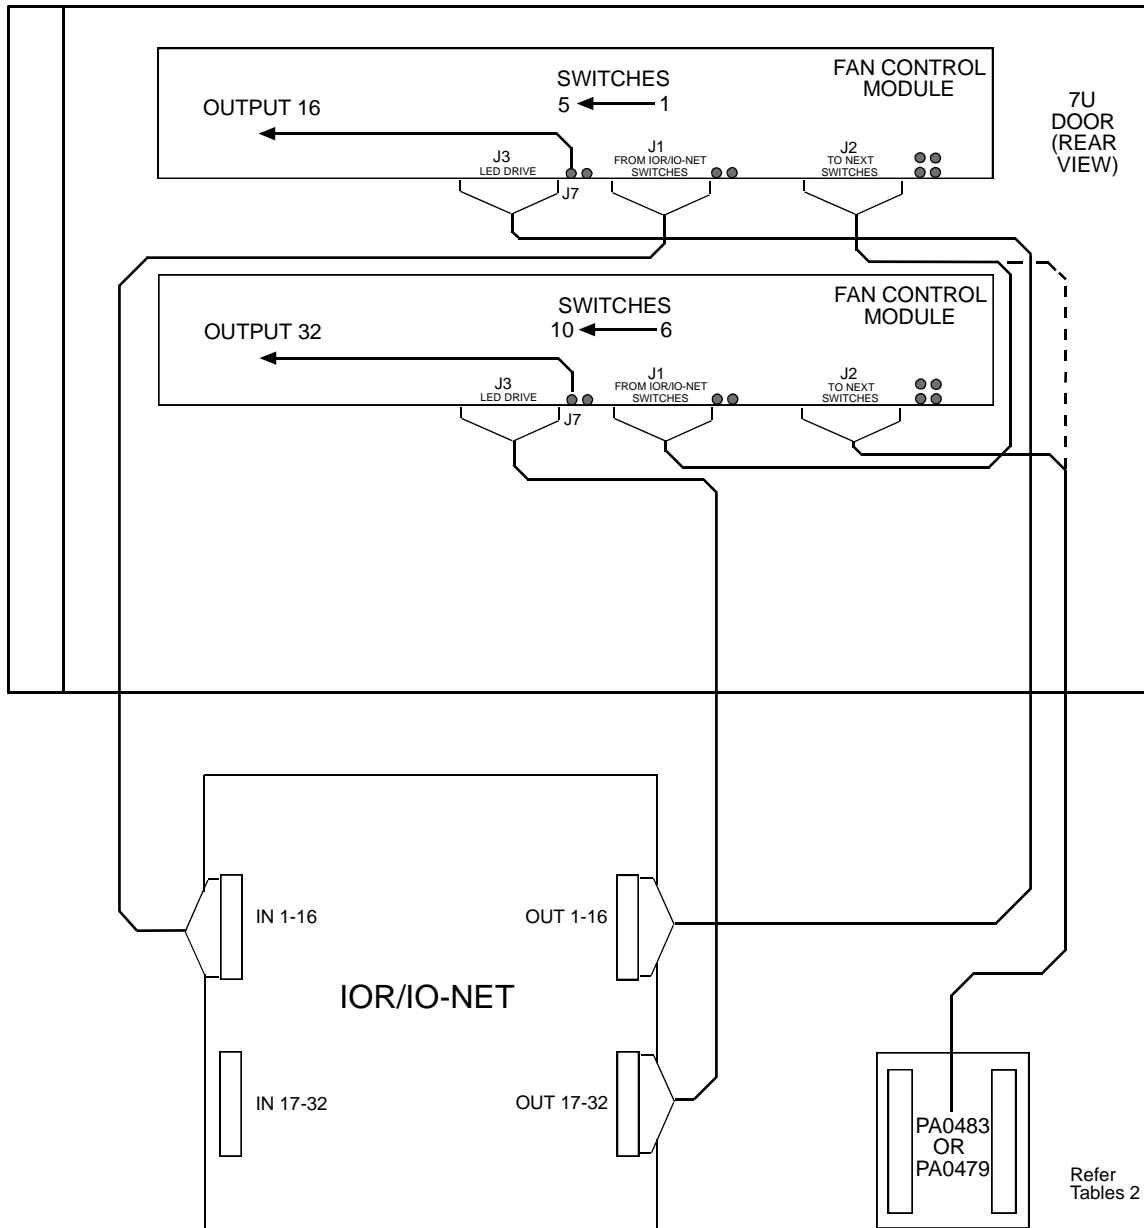 FAN CONTROL
MODULE
SWITCHES
5 1
OUTPUT 16
7U
DOOR
(REAR
VIEW)
J3
LED DRIVE
J7
J1
FROM IOR/IO-NET
SWITCHES
J2
TO NEXT
SWITCHES
FAN CONTROL
MODULE
SWITCHES
10 6
OUTPUT 32
J3
LED DRIVE
J7
J1
FROM IOR/IO-NET
SWITCHES
J2
TO NEXT
SWITCHES
IN 1-16
OUT 1-16
IOR/IO-NET
IN 17-32
OUT 17-32
PA0483
OR
PA0479
Refer
Tables 2